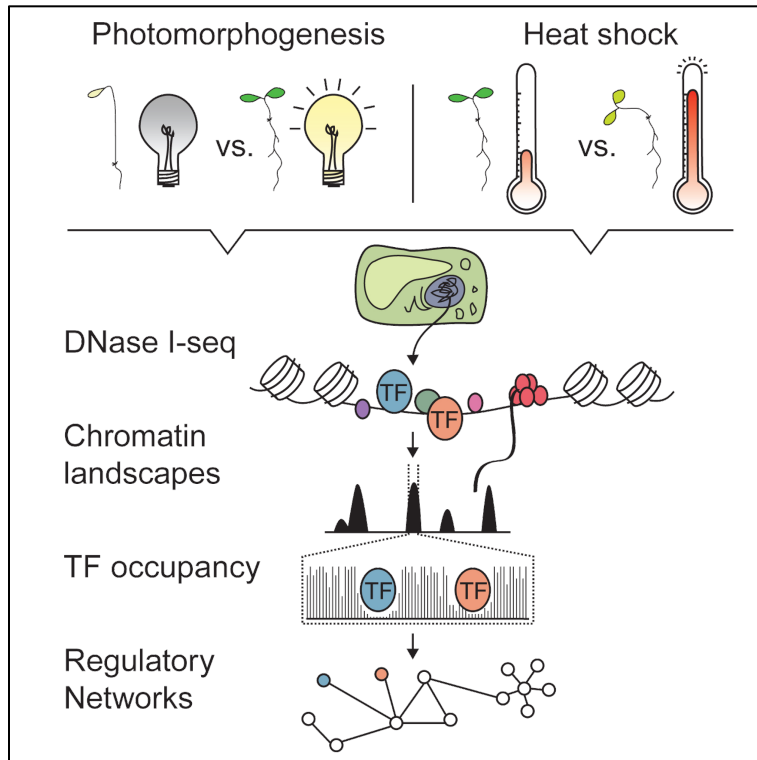 Photomorphogenesis
Heat shock
vs.
vs.
DNase I-seq
TF
TF
Chromatin
landscapes
TF occupancy
TF
TF
Regulatory
Networks